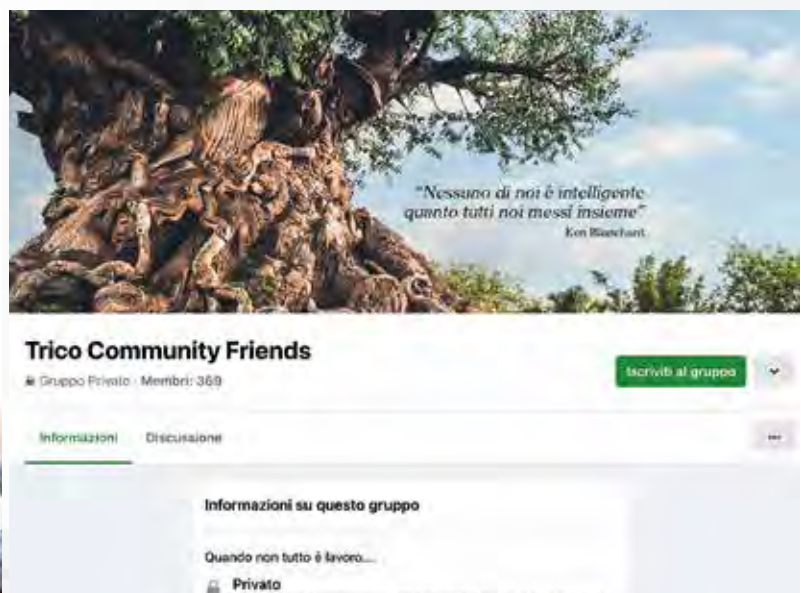 "Nessuno di noi è intelligente
quanto tutti noi messi insieme"
Ken Blanchard
Trico Community Friends
Gruppo Privato · Membri: 369
Iscriviti al gruppo
Informazioni
Discussione
Informazioni su questo gruppo
Quando non tutto è lavoro...
Privato